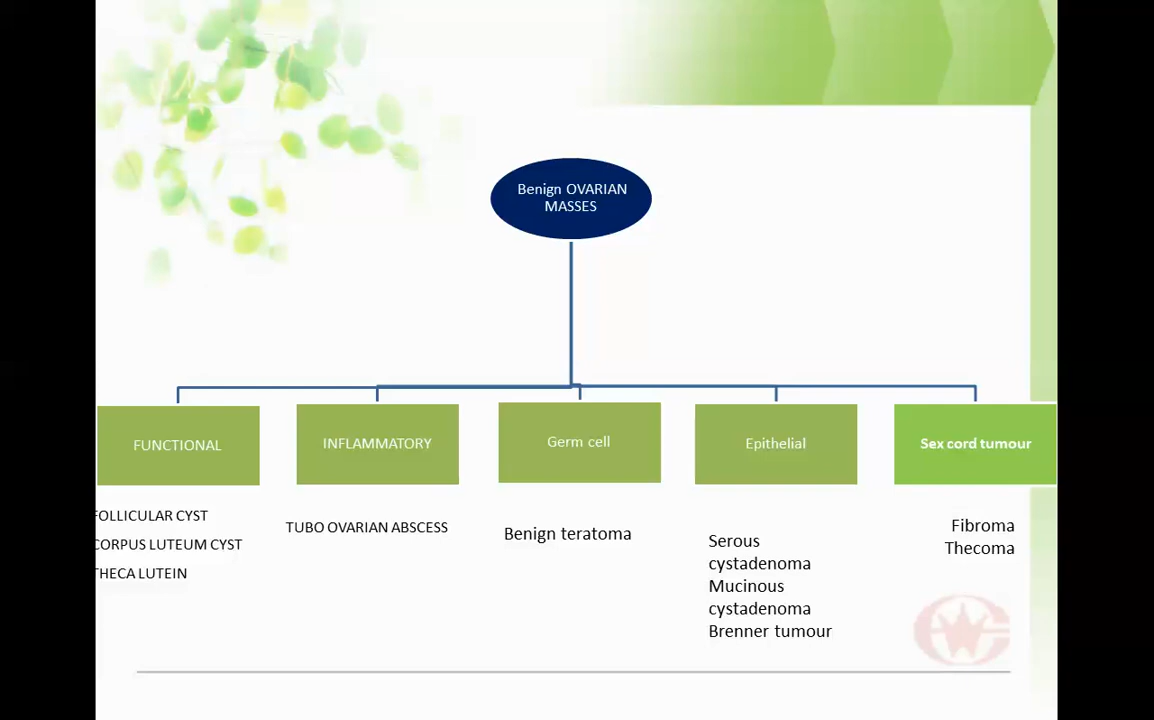 Benign OVARIAN
MASSES
FUNCTIONAL
INFLAMMATORY
Germ cell
Epithelial
Sex cord tumour
FOLLICULAR CYST
CORPUS LUTEUM CYST
THECA LUTEIN
TUBO OVARIAN ABSCESS
Benign teratoma
Serous
cystadenoma
Mucinous
cystadenoma
Brenner tumour
Fibroma
Thecoma